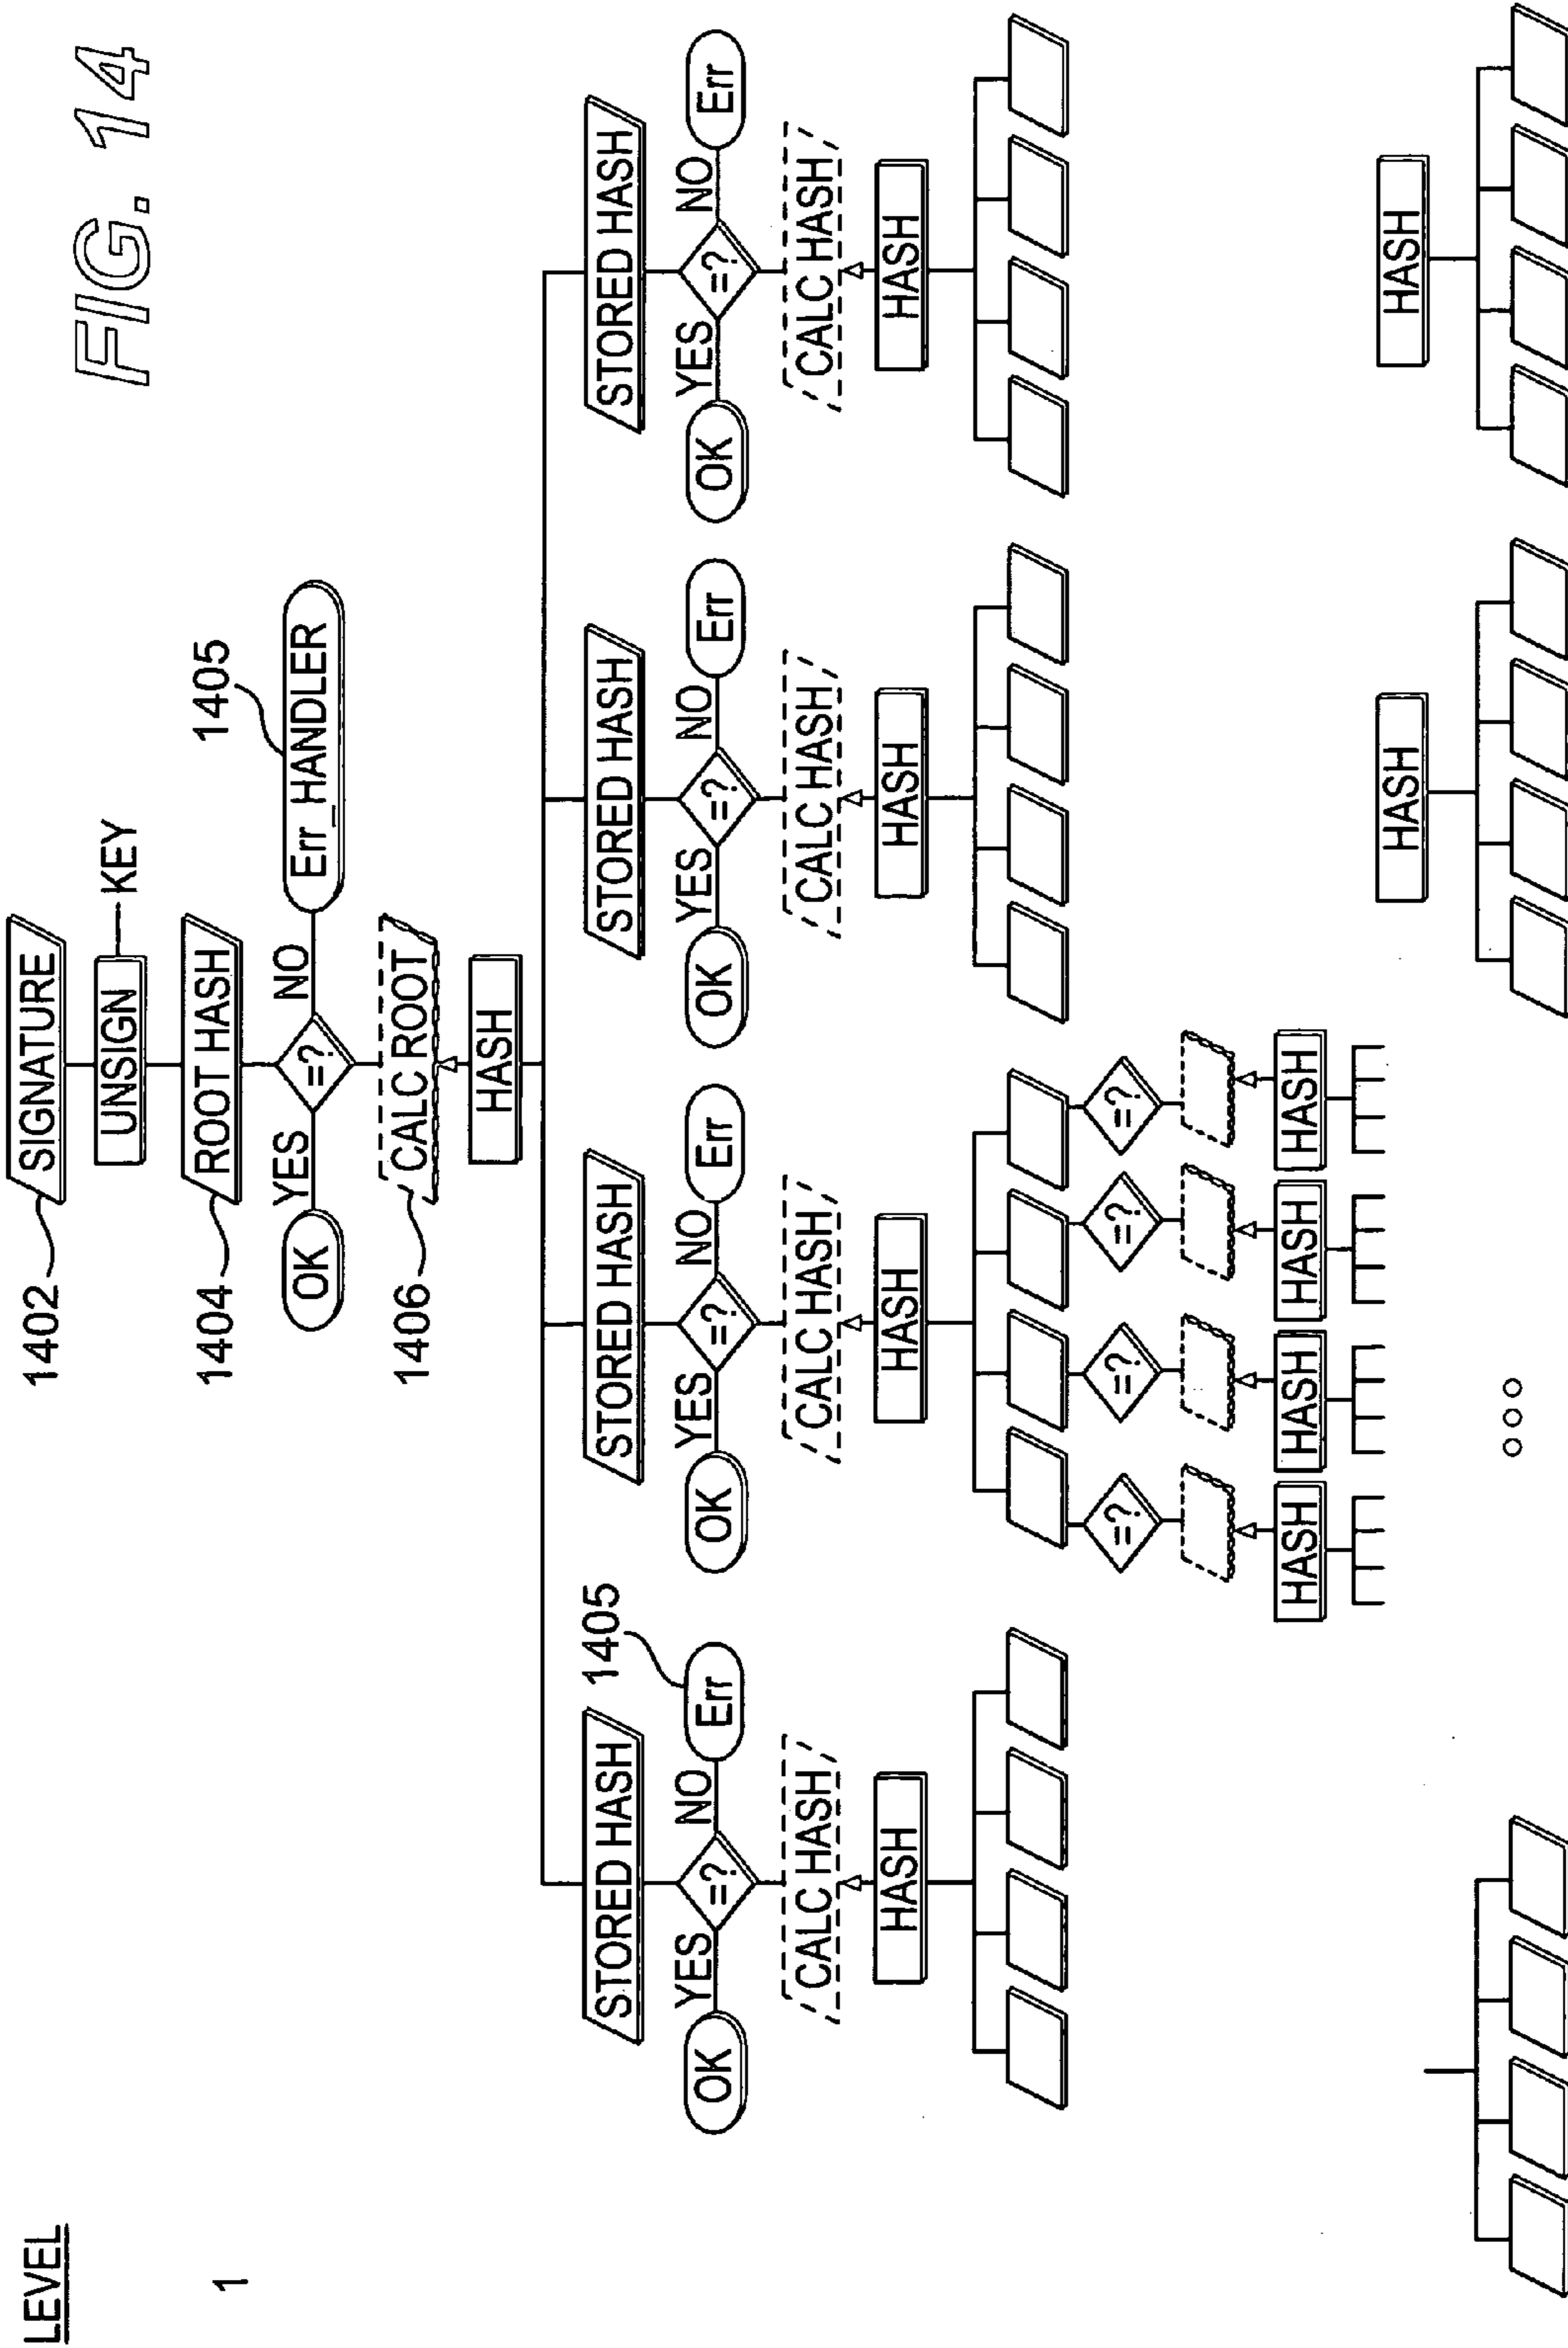 FIG. 14
LEVEL
1402
SIGNATURE
UNSIGN
KEY
1
1404
ROOT HASH
1405
YES
=?
NO
OK
Err_HANDLER
1406
CALC ROOT
HASH
STORED HASH
STORED HASH
STORED HASH
STORED HASH
1405
YES
=?
NO
YES
=?
NO
YES
=?
NO
YES
=?
NO
OK
Err
OK
Err
OK
Err
OK
Err
CALC HASH
CALC HASH
CALC HASH
CALC HASH
HASH
HASH
HASH
HASH
=?
=?
=?
=?
HASH
HASH
HASH
HASH
HASH
HASH